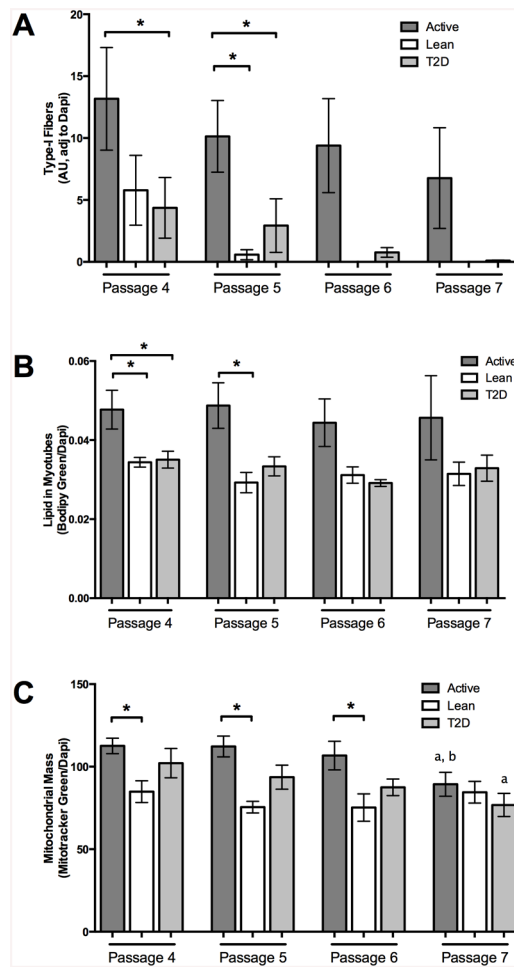 A
20
15
10
5
0
Type-I Fibers
(AU, adj to Dapi)
*
*
*
Active
Lean
T2D
Passage 4
Passage 5
Passage 6
Passage 7
B
0.06
0.04
0.02
0.00
Lipid in Myotubes
(Bodipy Green/Dapi)
*
*
*
Active
Lean
T2D
Passage 4
Passage 5
Passage 6
Passage 7
C
150
100
50
0
Mitochondrial Mass
(Mitotracker Green/Dapi)
*
*
*
Active
Lean
T2D
a, b
a
Passage 4
Passage 5
Passage 6
Passage 7